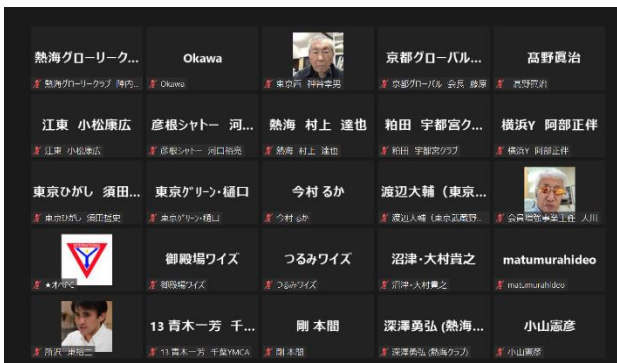 熱海グローリーク...
Okawa
京都グローバル...
髙野眞治
熱海グローリークラブ 陣内...
Okawa
東京西 神谷幸男
京都グローバル 会長 藤原
髙野眞治
江東 小松康広
彦根シャトー 河...
熱海 村上 達也
粕田 宇都宮ク...
横浜Y 阿部正伴
江東 小松康広
彦根シャトー 河口裕亮
熱海 村上 達也
粕田 宇都宮クラブ
横浜Y 阿部正伴
東京ひがし 須田...
東京グリーン・樋口
今村 るか
渡辺大輔（東京...
東京ひがし 須田哲史
東京グリーン・樋口
今村 るか
渡辺大輔（東京武蔵野...
会員増強事業主任 大川
御殿場ワイズ
つるみワイズ
沼津・大村貴之
matumurahideo
★オペPC
御殿場ワイズ
つるみワイズ
沼津・大村貴之
matumurahideo
13 青木一芳 千...
剛 本間
深澤勇弘 (熱海...
小山憲彦
所沢 東裕二
13 青木一芳 千葉YMCA
剛 本間
深澤勇弘 (熱海クラブ)
小山憲彦